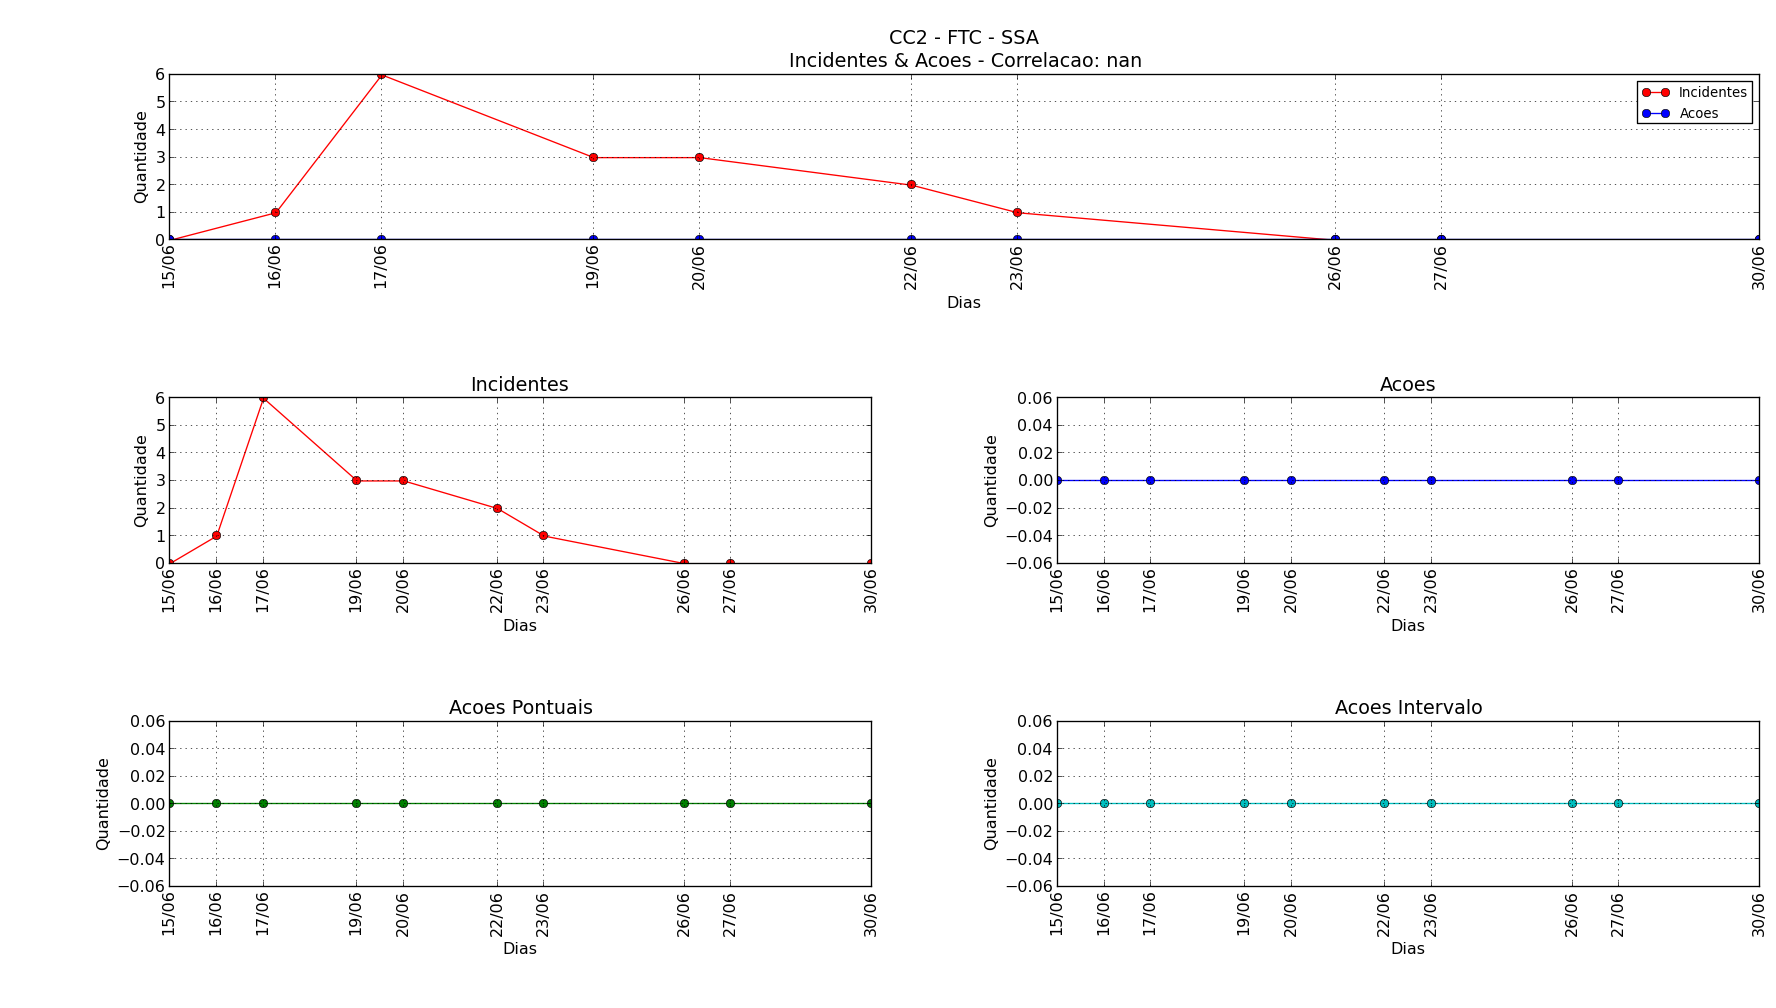 CC2 - FTC - SSA
Incidentes & Acoes - Correlacao: nan
6
5
4
3
2
1
0
Quantidade
Incidentes
Acoes
15/06 16/06 17/06 19/06 20/06 22/06 23/06 26/06 27/06 30/06
Dias
Incidentes
6
5
4
3
2
1
0
Quantidade
15/06 16/06 17/06 19/06 20/06 22/06 23/06 26/06 27/06 30/06
Dias
Acoes
0.06
0.04
0.02
0.00
−0.02
−0.04
−0.06
Quantidade
15/06 16/06 17/06 19/06 20/06 22/06 23/06 26/06 27/06 30/06
Dias
Acoes Pontuais
0.06
0.04
0.02
0.00
−0.02
−0.04
−0.06
Quantidade
15/06 16/06 17/06 19/06 20/06 22/06 23/06 26/06 27/06 30/06
Dias
Acoes Intervalo
0.06
0.04
0.02
0.00
−0.02
−0.04
−0.06
Quantidade
15/06 16/06 17/06 19/06 20/06 22/06 23/06 26/06 27/06 30/06
Dias